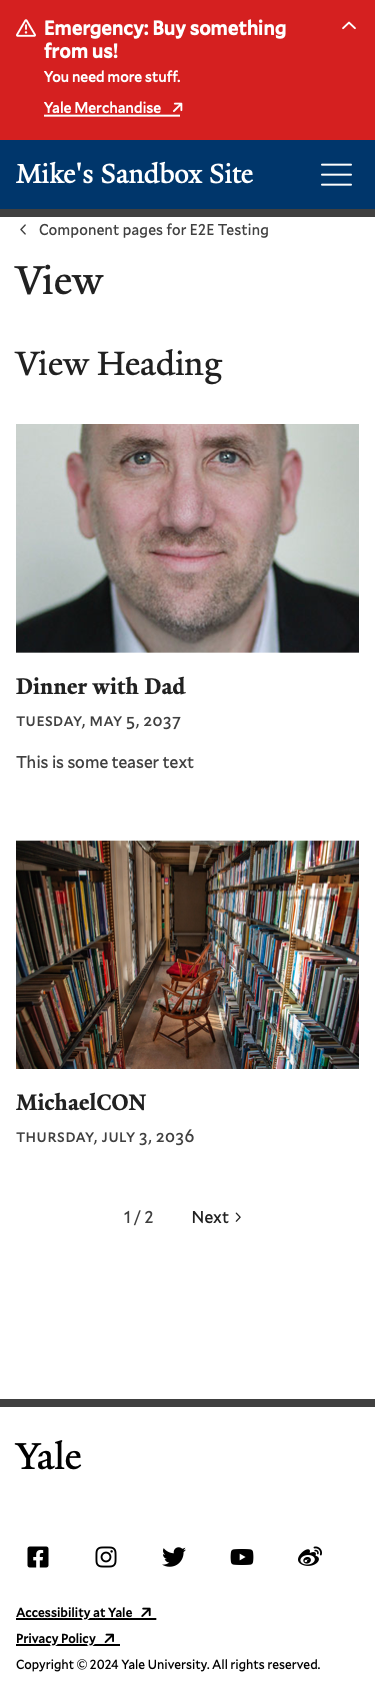 Emergency: Buy something
from us!
You need more stuff.
Yale Merchandise
Mike's Sandbox Site
Component pages for E2E Testing
View
View Heading
Dinner with Dad
TUESDAY, MAY 5, 2037
This is some teaser text
MichaelCON
THURSDAY, JULY 3, 2036
1 / 2 Next
Yale
Accessibility at Yale
Privacy Policy
Copyright © 2024 Yale University. All rights reserved.